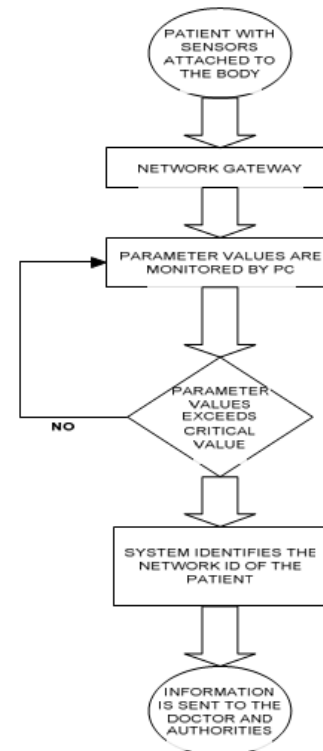 PATIENT WITH
SENSORS
ATTACHED TO
THE BODY
NETWORK GATEWAY
PARAMETER VALUES ARE
MONITORED BY PC
PARAMETER
VALUES
EXCEEDS
CRITICAL
VALUE
NO
SYSTEM IDENTIFIES THE
NETWORK ID OF THE
PATIENT
INFORMATION
IS SENT TO THE
DOCTOR AND
AUTHORITIES